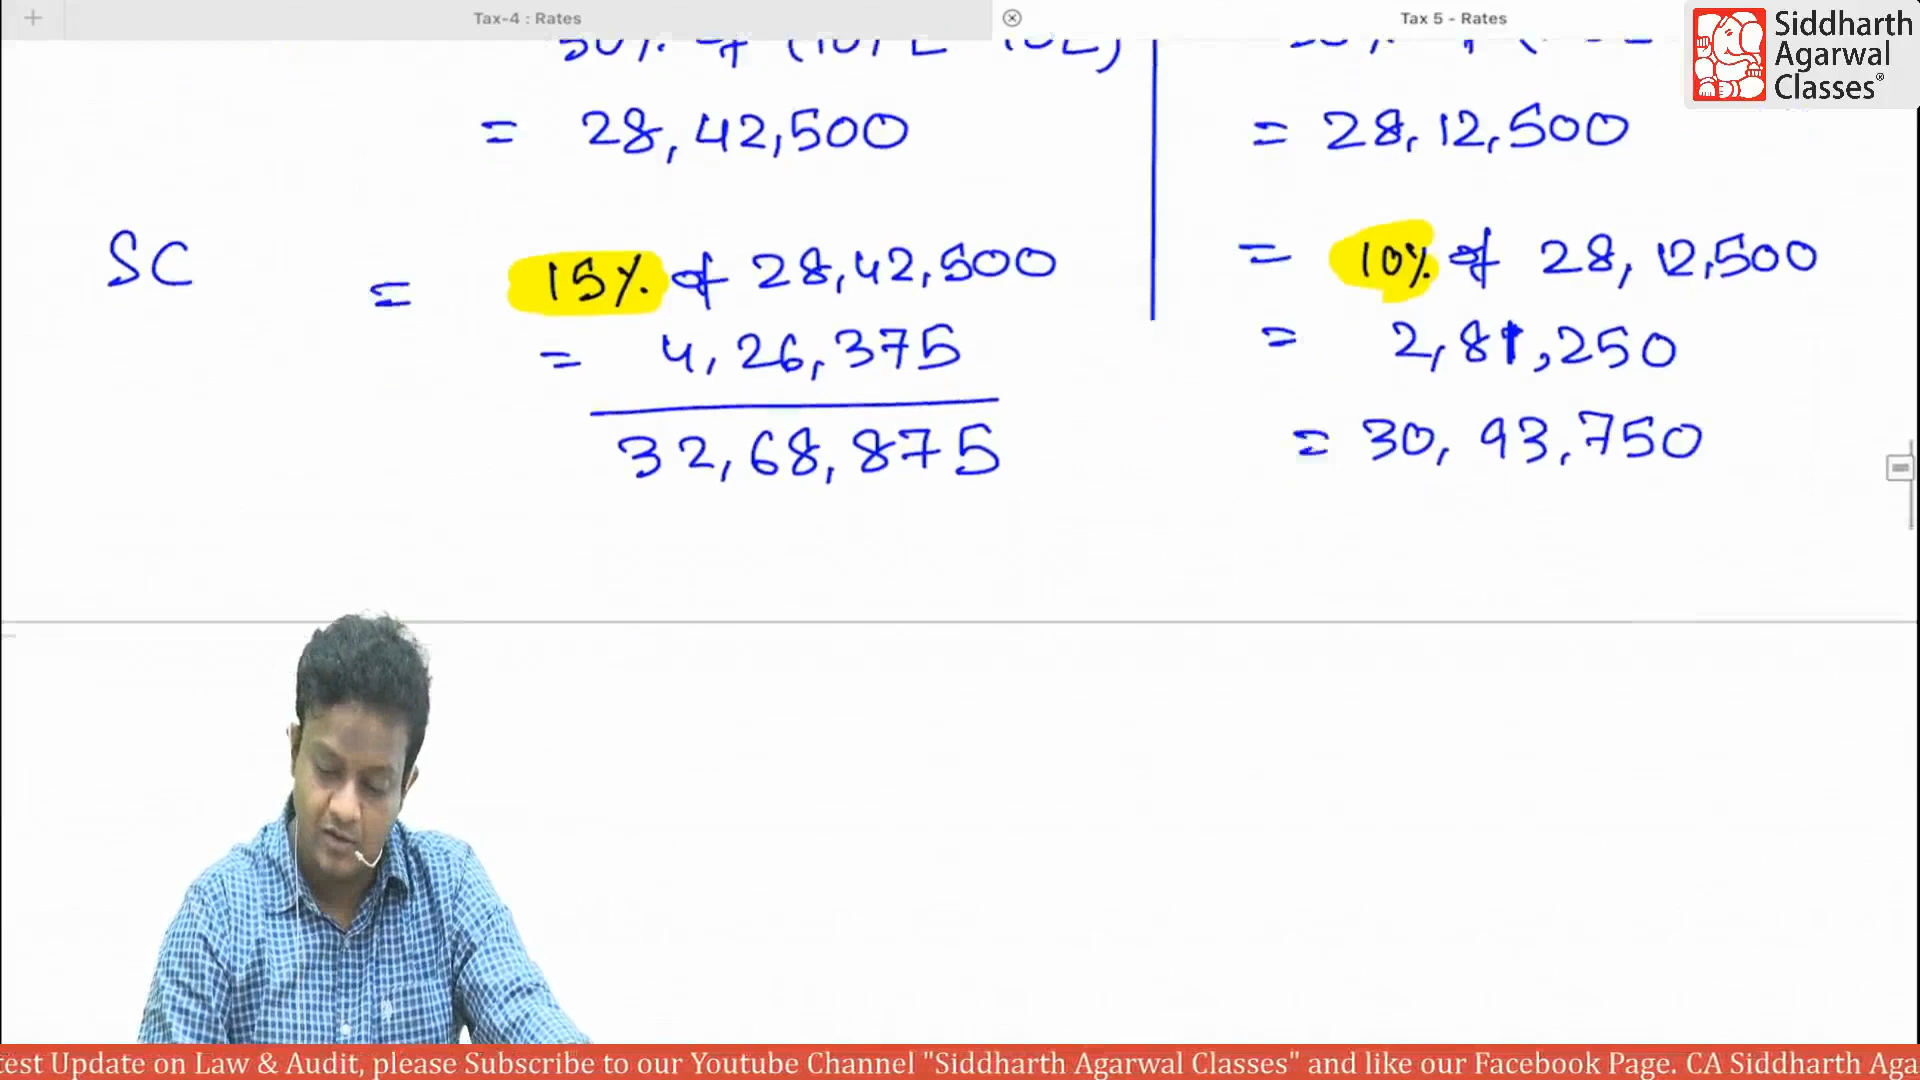 Tax-4 : Rates
Tax 5 - Rates
Siddharth
Agarwal
Classes®
= 28,42,500
= 28,12,500
SC = 15% of 28,42,500
= 10% of 28,12,500
= 4,26,375
= 2,81,250
32,68,875
= 30,93,750
test Update on Law & Audit, please Subscribe to our Youtube Channel "Siddharth Agarwal Classes" and like our Facebook Page. CA Siddharth Aga